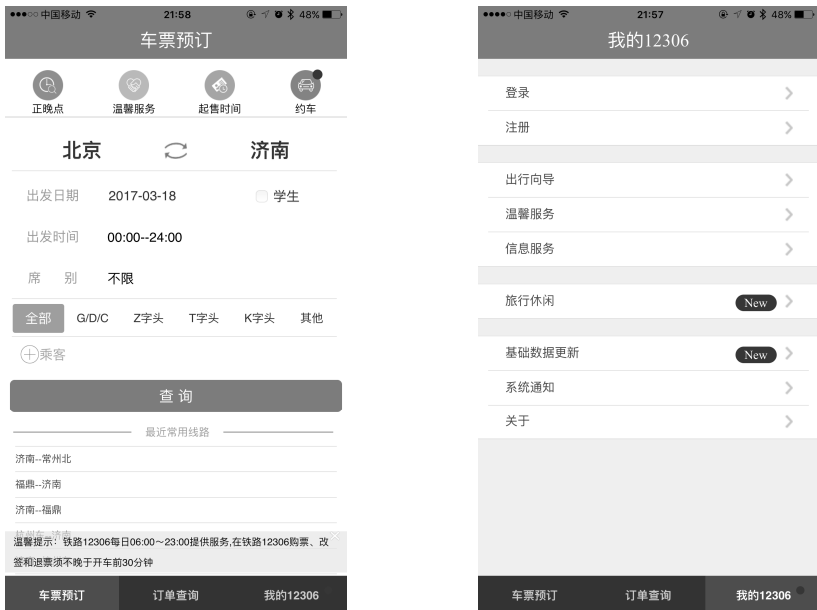 中国移动 21:58 48%
车票预订
正晚点 温馨服务 起售时间 约车
北京 济南
出发日期 2017-03-18 学生
出发时间 00:00--24:00
席 别 不限
全部 G/D/C Z字头 T字头 K字头 其他
乘客
查 询
最近常用线路
济南--常州北
福鼎--济南
济南--福鼎
温馨提示：铁路12306每日06:00～23:00提供服务,在铁路12306购票、改
签和退票须不晚于开车前30分钟
车票预订 订单查询 我的12306
中国移动 21:57 48%
我的12306
登录
注册
出行向导
温馨服务
信息服务
旅行休闲 New
基础数据更新 New
系统通知
关于
车票预订 订单查询 我的12306